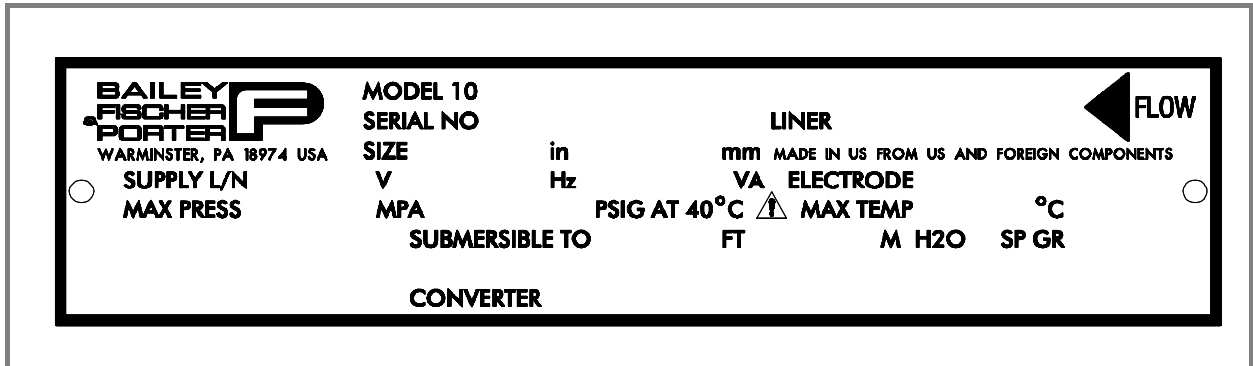 BAILEY
FISCHER
PORTER
WARMINSTER, PA 18974 USA
MODEL 10
SERIAL NO LINER
FLOW
SIZE in mm MADE IN US FROM US AND FOREIGN COMPONENTS
SUPPLY L/N V Hz VA ELECTRODE
MAX PRESS MPA PSIG AT 40°C MAX TEMP °C
SUBMERSIBLE TO FT M H2O SP GR
CONVERTER